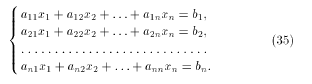 a₁₁x₁ + a₁₂x₂ + . . . + a₁ₙxₙ = b₁,
a₂₁x₁ + a₂₂x₂ + . . . + a₂ₙxₙ = b₂,
. . . . . . . . . . . . . . . . . . . . . . . . . . . . (35)
aₙ₁x₁ + aₙ₂x₂ + . . . + aₙₙxₙ = bₙ.